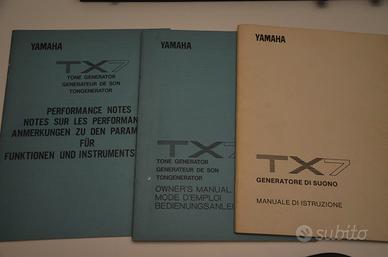 YAMAHA
TX7
TONE GENERATOR
GENERATEUR DE SON
TONGENERATOR
PERFORMANCE NOTES
NOTES SUR LES PERFORMAN
ANMERKUNGEN ZU DEN PARAM
FÜR
FUNKTIONEN UND INSTRUMENTS
YAMAHA
TX7
TONE GENERATOR
GENERATEUR DE SON
TONGENERATOR
OWNER'S MANUAL
MODE D'EMPLOI
BEDIENUNGSANLEI
YAMAHA
TX7
GENERATORE DI SUONO
MANUALE DI ISTRUZIONE
subito